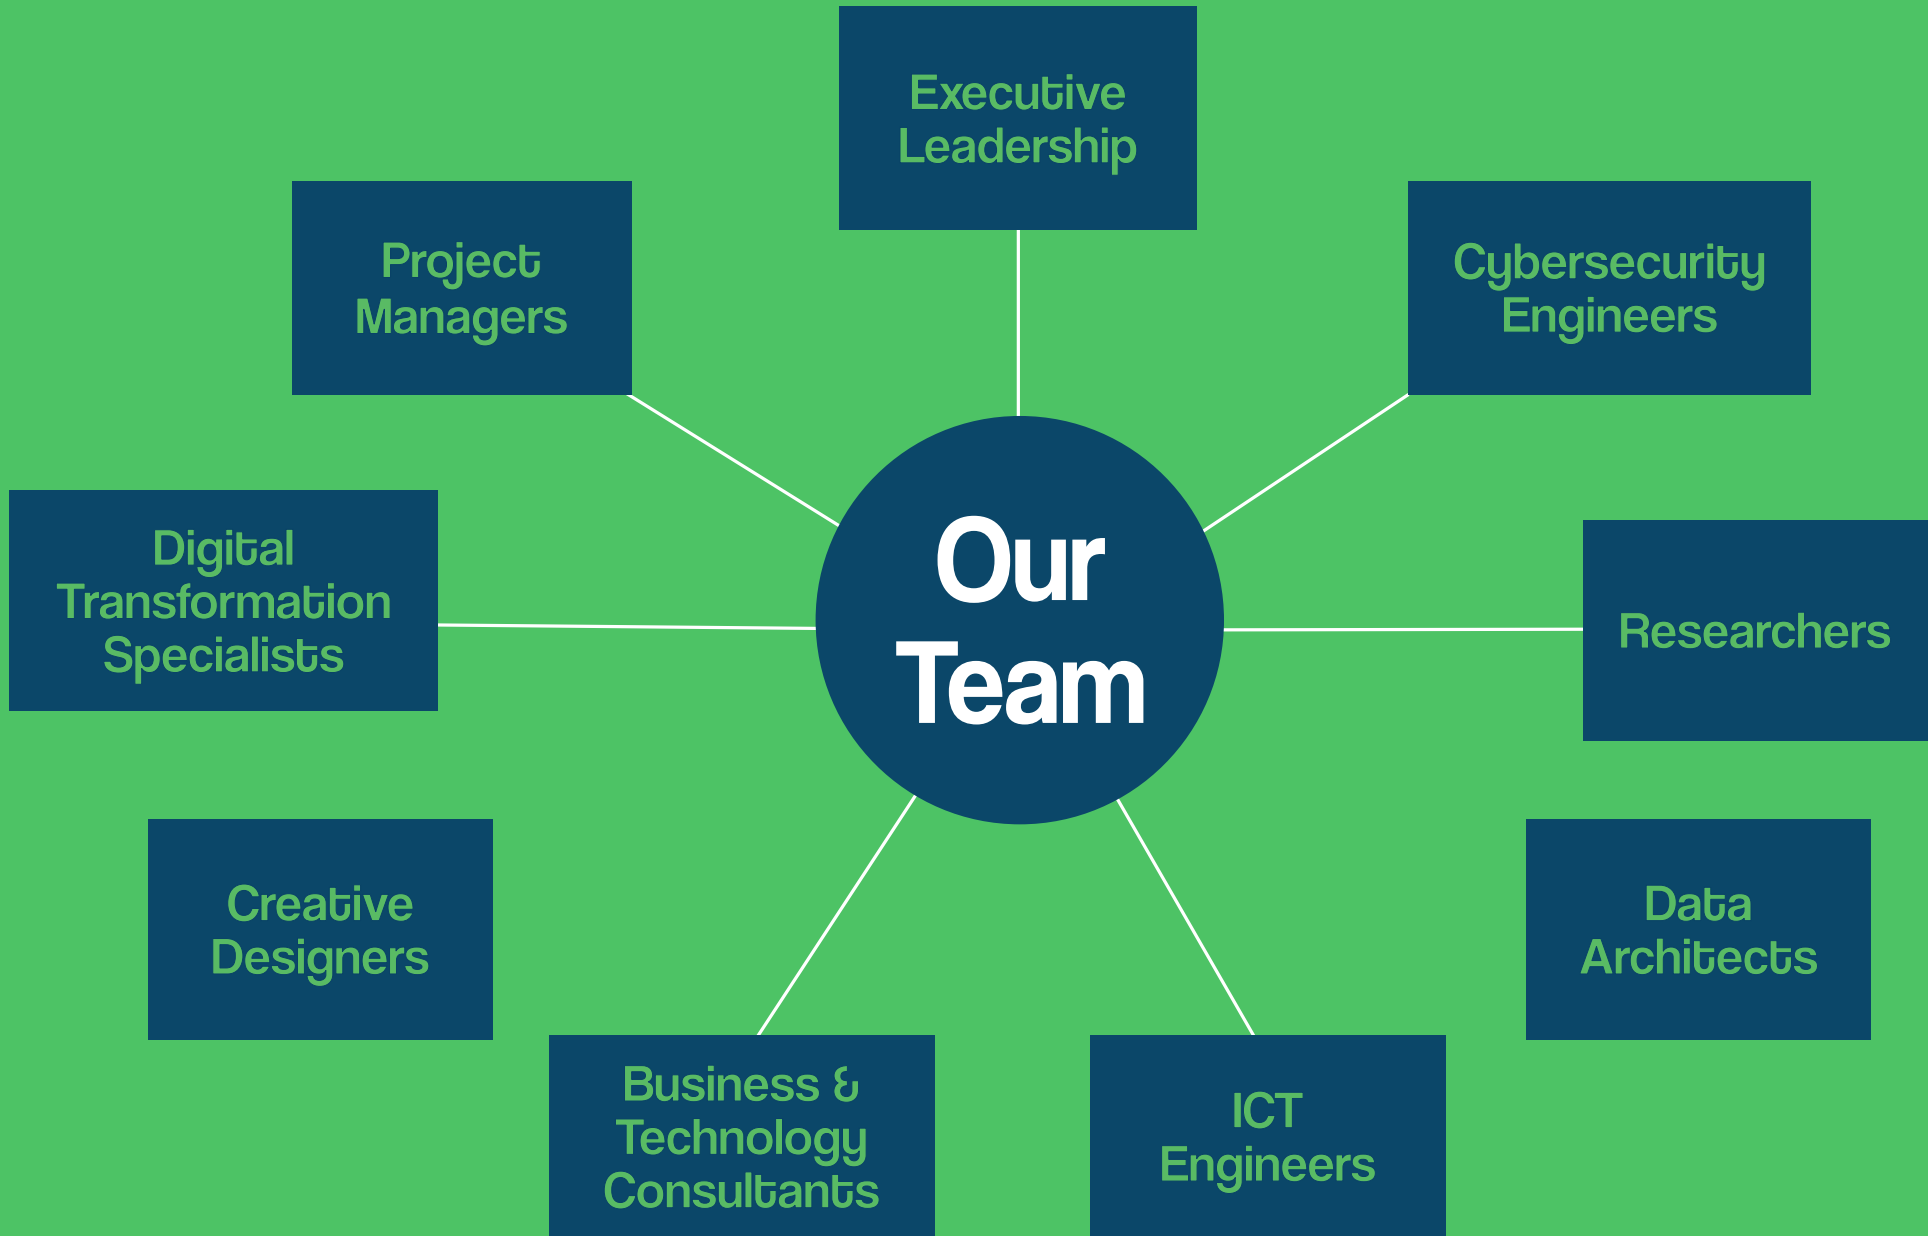 Executive
Leadership
Project
Managers
Cybersecurity
Engineers
Our
Team
Digital
Transformation
Specialists
Researchers
Creative
Designers
Data
Architects
Business &
Technology
Consultants
ICT
Engineers